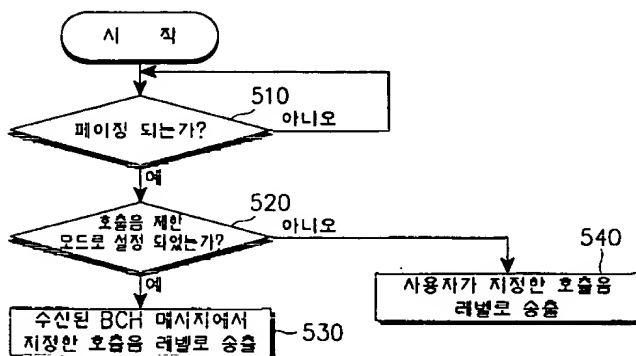 시 작
510
페이징 되는가?
아니오
예
520
호출음 제한
모드로 설정 되었는가?
아니오
540
예
사용자가 지정한 호출음
레벨로 송출
수신된 BCH 메시지에서
지정한 호출음 레벨로 송출
530